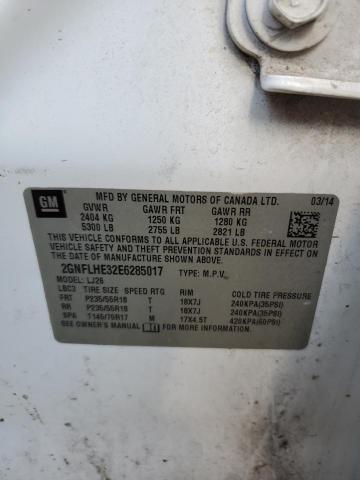 GM
MFD BY GENERAL MOTORS OF CANADA LTD. 03/14
GVWR GAWR FRT GAWR RR
2404 KG 1250 KG 1280 KG
5300 LB 2755 LB 2821 LB
THIS VEHICLE CONFORMS TO ALL APPLICABLE U.S. FEDERAL MOTOR
VEHICLE SAFETY AND THEFT PREVENTION STANDARDS IN EFFECT
ON THE DATE OF MANUFACTURE SHOWN ABOVE.
2GNFLHE32E6285017 TYPE: M.P.V.
MODEL: LJ26
LBC3 TIRE SIZE SPEED RTG RIM COLD TIRE PRESSURE
FRT P235/55R18 T 18X7J 240KPA(35PSI)
RR P235/55R18 T 18X7J 240KPA(35PSI)
SPA T145/70R17 M 17X4.5T 420KPA(60PSI)
SEE OWNER'S MANUAL FOR MORE INFORMATION.